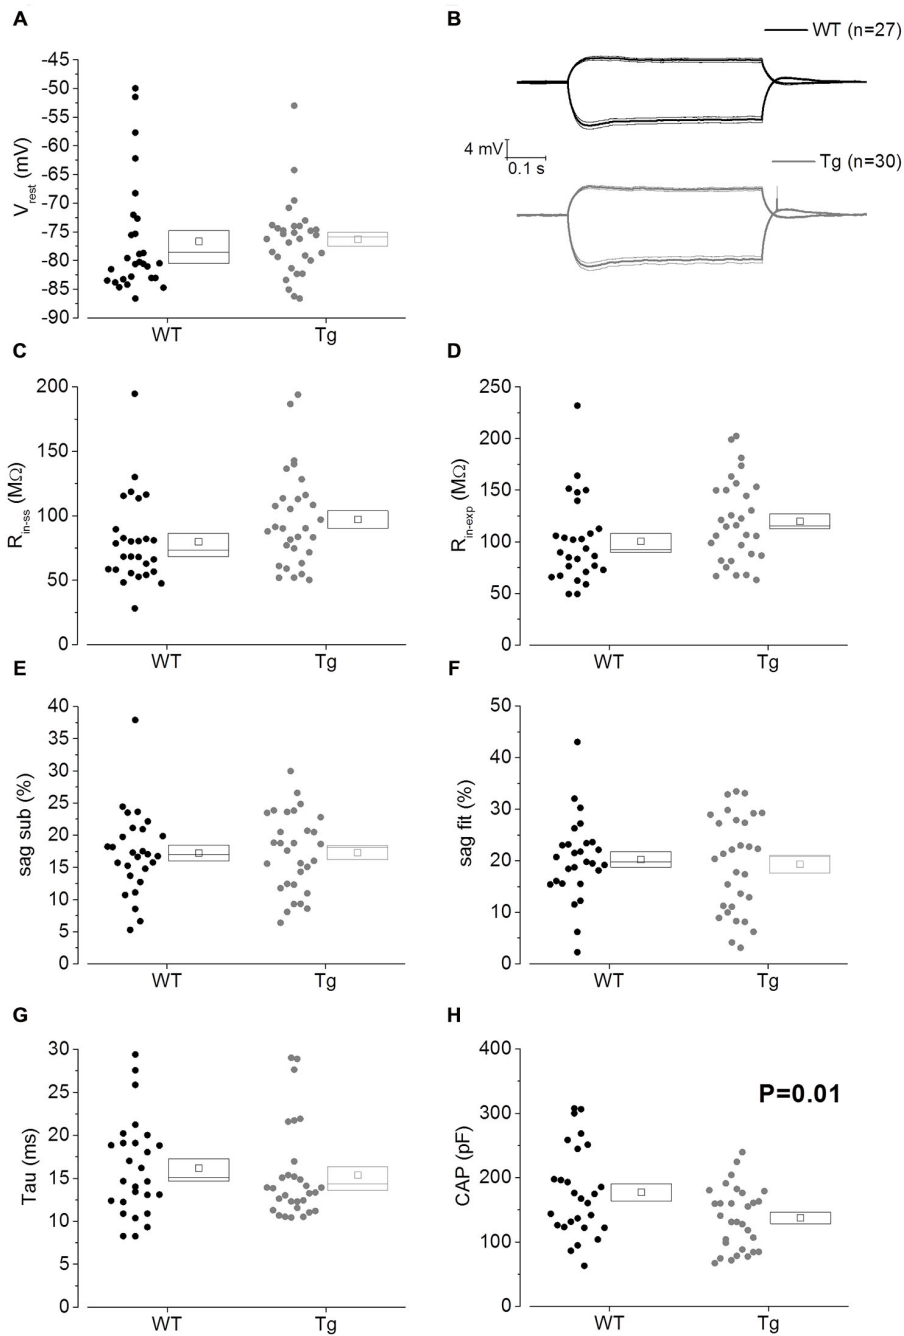 A
V rest (mV)
-45
-50
-55
-60
-65
-70
-75
-80
-85
-90
WT
Tg
B
WT (n=27)
4 mV
0.1 s
Tg (n=30)
C
R in-ss (MΩ)
200
150
100
50
0
WT
Tg
D
R in-exp (MΩ)
250
200
150
100
50
0
WT
Tg
E
sag sub (%)
40
35
30
25
20
15
10
5
0
WT
Tg
F
sag fit (%)
50
40
30
20
10
0
WT
Tg
G
Tau (ms)
30
25
20
15
10
5
0
WT
Tg
H
CAP (pF)
400
300
200
100
0
P=0.01
WT
Tg